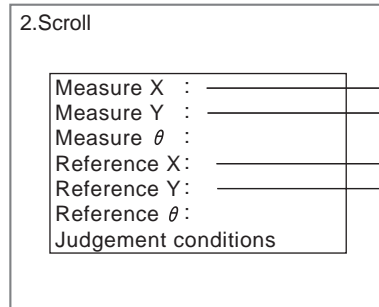 2.Scroll
Measure X :
Measure Y :
Measure θ :
Reference X:
Reference Y:
Reference θ:
Judgement conditions